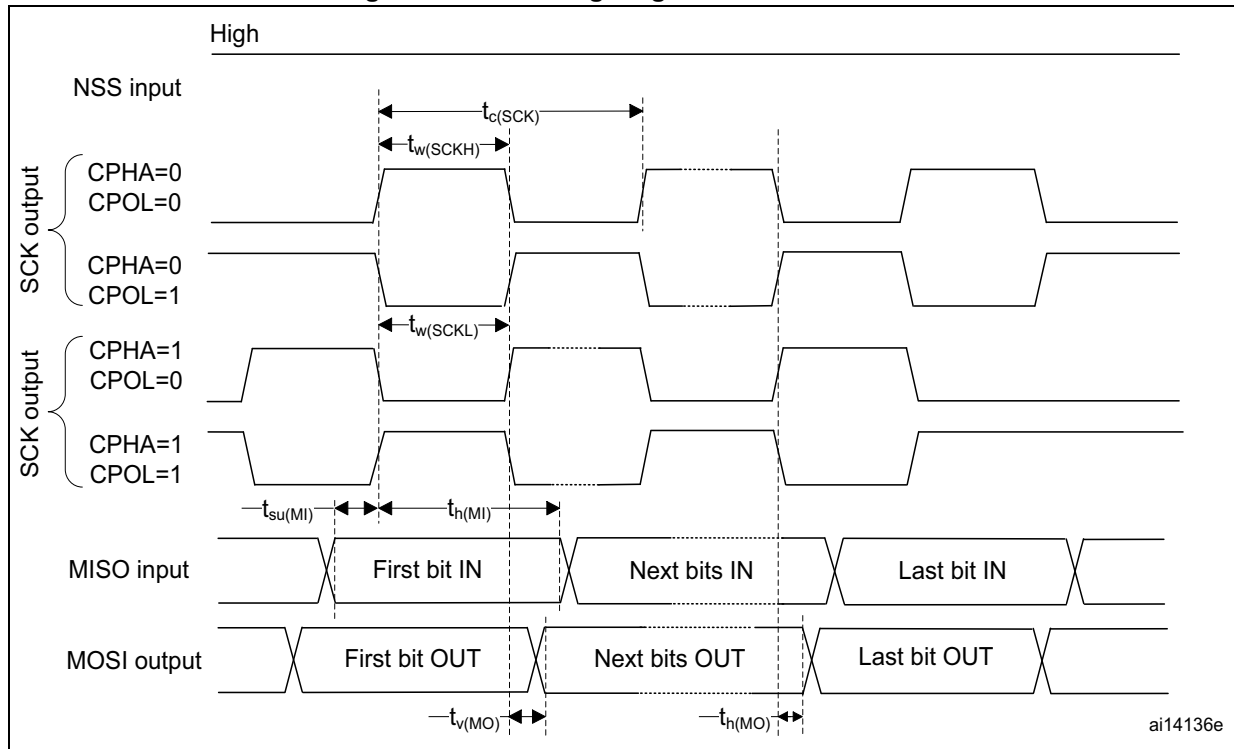 High
NSS input
tc(SCK)
tw(SCKH)
SCK output
CPHA=0
CPOL=0
CPHA=0
CPOL=1
tw(SCKL)
SCK output
CPHA=1
CPOL=0
CPHA=1
CPOL=1
tsu(MI)
th(MI)
MISO input
First bit IN
Next bits IN
Last bit IN
MOSI output
First bit OUT
Next bits OUT
Last bit OUT
tv(MO)
th(MO)
ai14136e